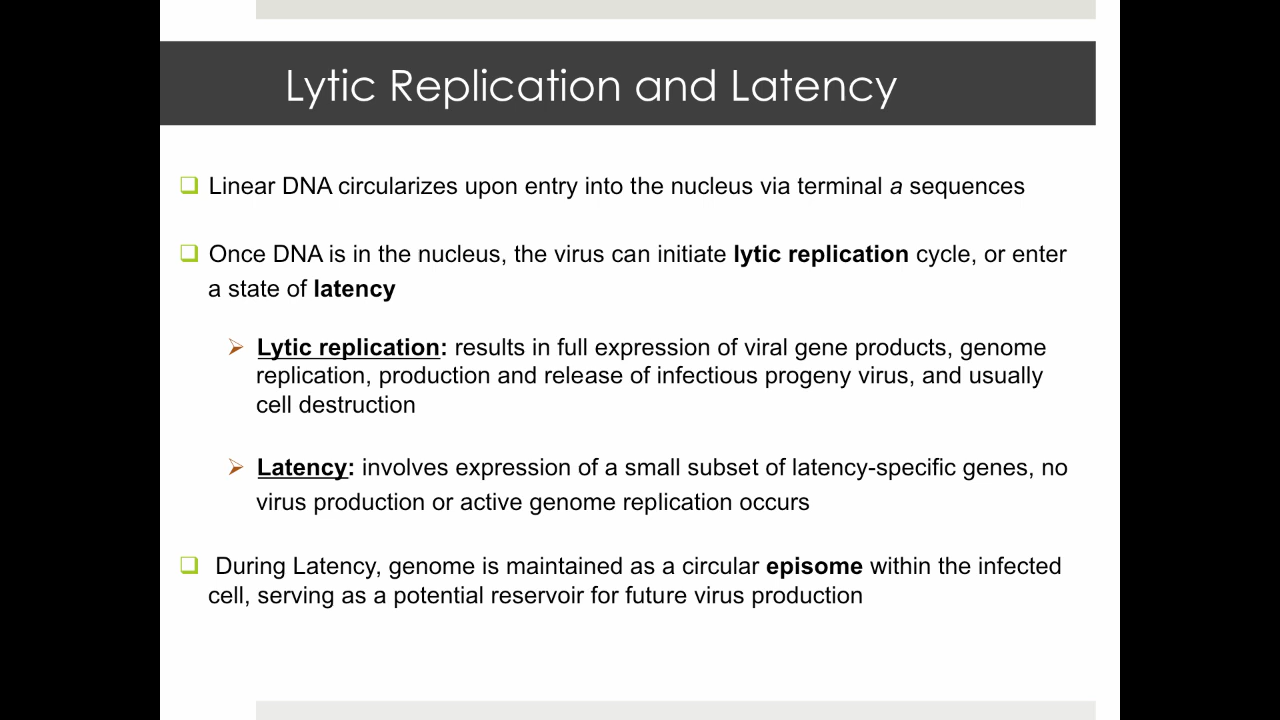 Lytic Replication and Latency
Linear DNA circularizes upon entry into the nucleus via terminal a sequences
Once DNA is in the nucleus, the virus can initiate lytic replication cycle, or enter
a state of latency
Lytic replication: results in full expression of viral gene products, genome
replication, production and release of infectious progeny virus, and usually
cell destruction
Latency: involves expression of a small subset of latency-specific genes, no
virus production or active genome replication occurs
During Latency, genome is maintained as a circular episome within the infected
cell, serving as a potential reservoir for future virus production